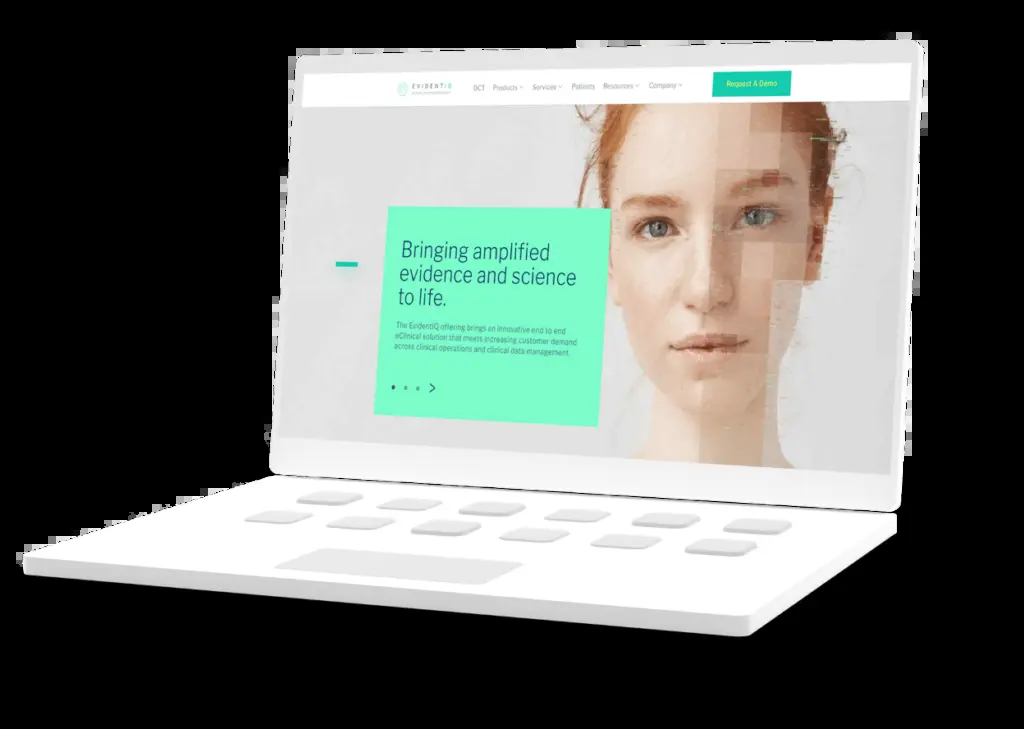 EVIDENTIQ
DCT Products Services Patients Resources Company Request A Demo
Bringing amplified
evidence and science
to life.
The EvidentIQ offering brings an innovative end to end
eClinical solution that meets increasing customer demand
across clinical operations and clinical data management.